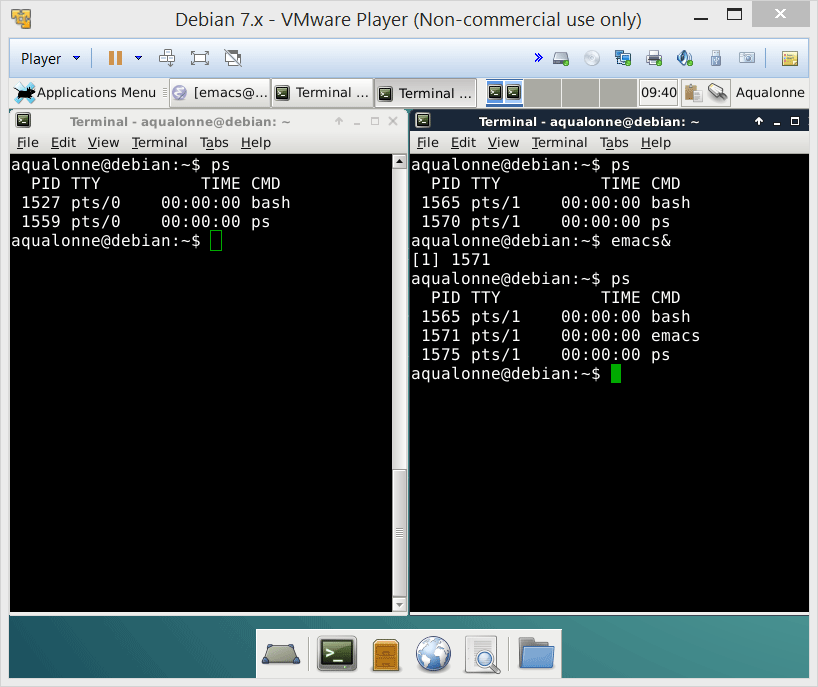 Debian 7.x - VMware Player (Non-commercial use only)
Player
Applications Menu [emacs@... Terminal ... Terminal ... 09:40 Aqualonne
Terminal - aqualonne@debian: ~
File Edit View Terminal Tabs Help
aqualonne@debian:~$ ps
  PID TTY          TIME CMD
 1527 pts/0    00:00:00 bash
 1559 pts/0    00:00:00 ps
aqualonne@debian:~$
Terminal - aqualonne@debian: ~
File Edit View Terminal Tabs Help
aqualonne@debian:~$ ps
  PID TTY          TIME CMD
 1565 pts/1    00:00:00 bash
 1570 pts/1    00:00:00 ps
aqualonne@debian:~$ emacs&
[1] 1571
aqualonne@debian:~$ ps
  PID TTY          TIME CMD
 1565 pts/1    00:00:00 bash
 1571 pts/1    00:00:00 emacs
 1575 pts/1    00:00:00 ps
aqualonne@debian:~$